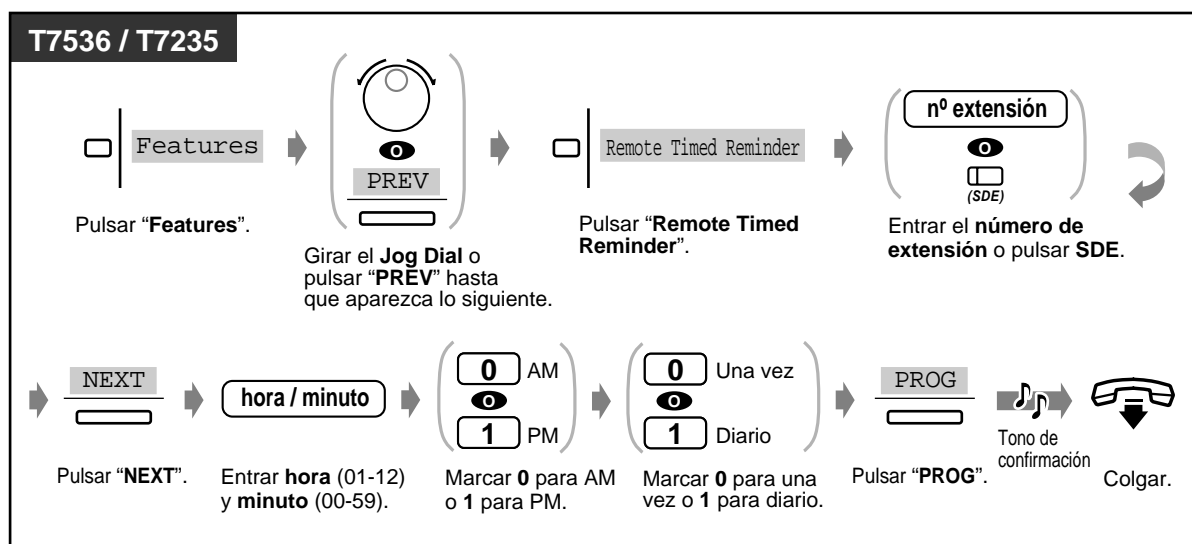 T7536 / T7235
Features
O
PREV
Remote Timed Reminder
nº extensión
O
(SDE)
Pulsar “Features”.
Girar el Jog Dial o
pulsar “PREV” hasta
que aparezca lo siguiente.
Pulsar “Remote Timed
Reminder”.
Entrar el número de
extensión o pulsar SDE.
NEXT
hora / minuto
0 AM
O
1 PM
0 Una vez
O
1 Diario
PROG
Tono de
confirmación
Pulsar “NEXT”.
Entrar hora (01-12)
y minuto (00-59).
Marcar 0 para AM
o 1 para PM.
Marcar 0 para una
vez o 1 para diario.
Pulsar “PROG”.
Colgar.